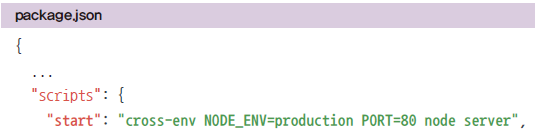 package.json
{
...
"scripts": {
"start": "cross-env NODE_ENV=production PORT=80 node server",